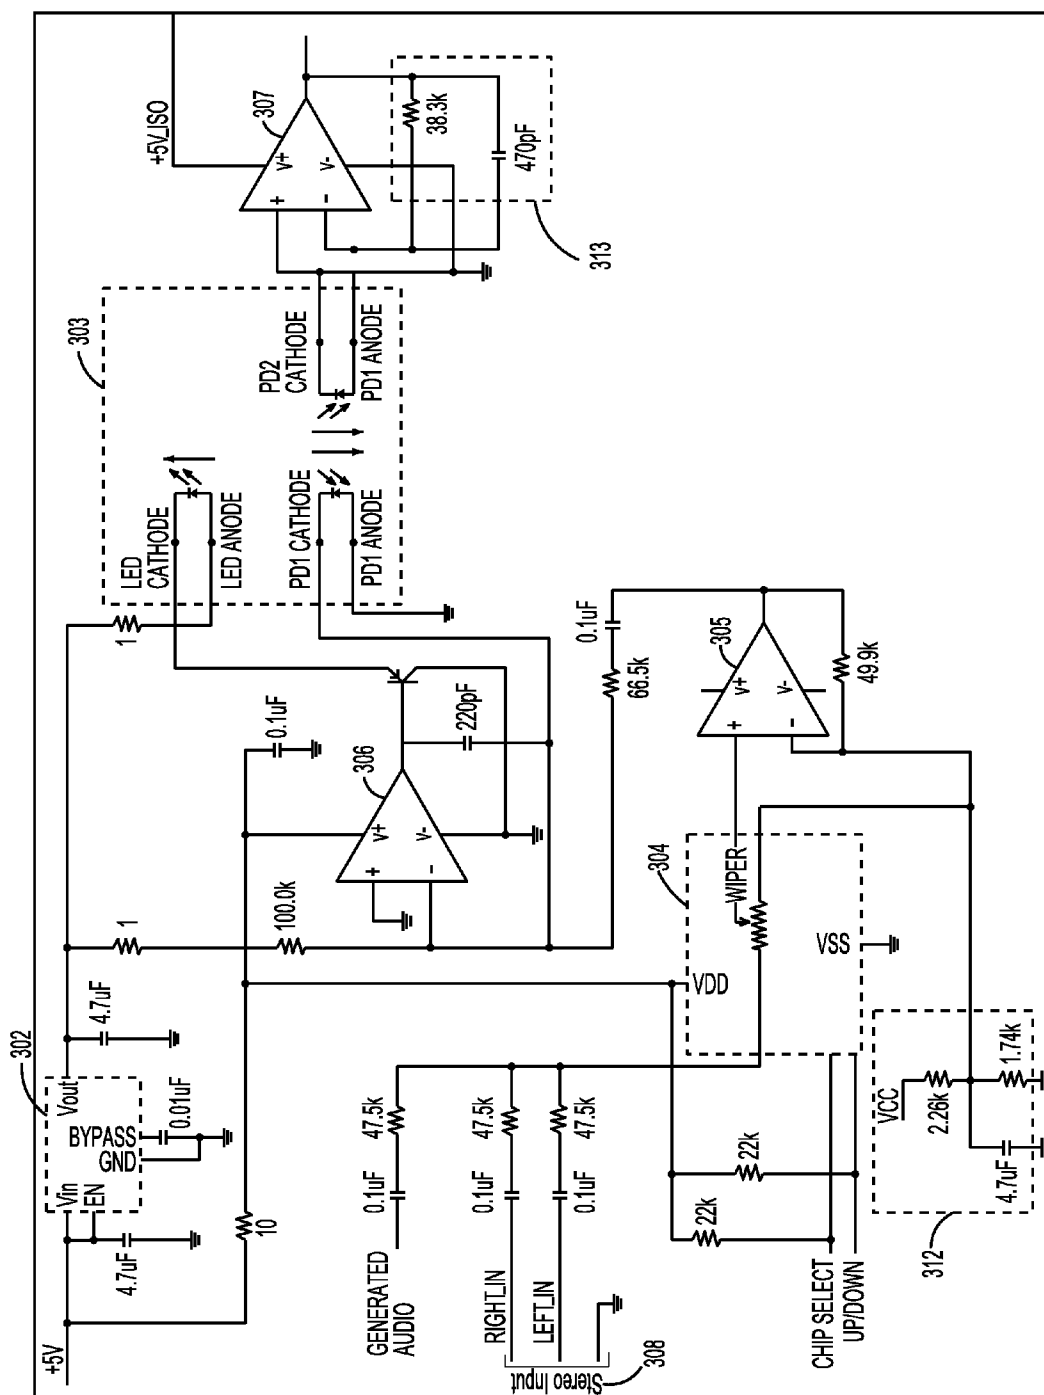 +5V
302
Vin
EN
Vout
BYPASS
GND
4.7uF
0.01uF
4.7uF
10
1
100.0k
1
0.1uF
306
+
−
V+
V-
220pF
303
LED
CATHODE
LED ANODE
PD1 CATHODE
PD1 ANODE
PD2
CATHODE
PD1 ANODE
+5V_ISO
307
+
−
V+
V-
38.3k
470pF
313
GENERATED
AUDIO
0.1uF
47.5k
Stereo Input
308
RIGHT_IN
0.1uF
47.5k
LEFT_IN
0.1uF
47.5k
66.5k
0.1uF
305
+
−
V+
V-
49.9k
304
VDD
WIPER
VSS
22k
22k
CHIP SELECT
UP/DOWN
312
VCC
2.26k
1.74k
4.7uF